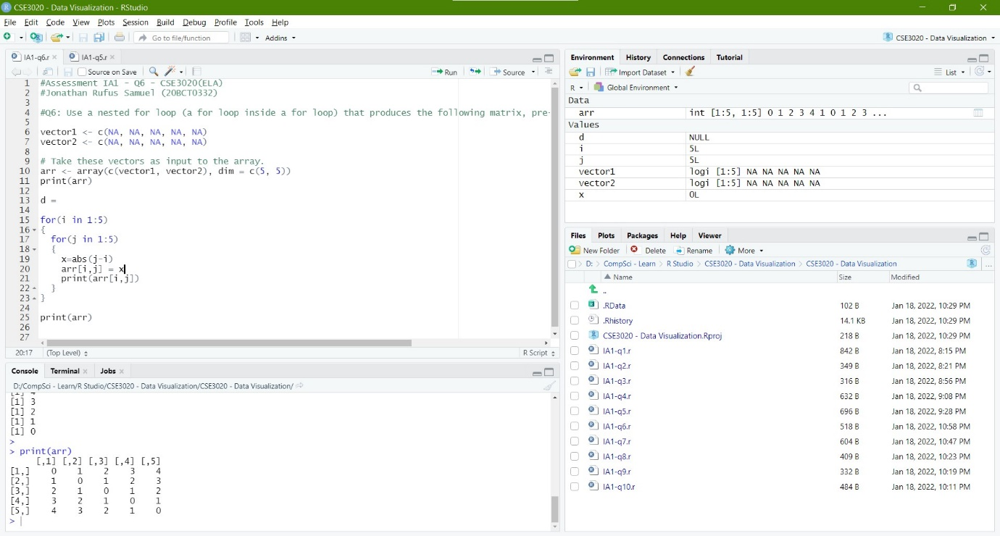 CSE3020 - Data Visualization - RStudio
File Edit Code View Plots Session Build Debug Profile Tools Help
Go to file/function Addins CSE3020 - Data Visualization
IA1-q6.r IA1-q5.r
Source on Save Run Source
1 #Assessment IA1 - Q6 - CSE3020(ELA)
2 #Jonathan Rufus Samuel (20BCT0332)
3
4 #Q6: Use a nested for loop (a for loop inside a for loop) that produces the following matrix, pre-
5
6 vector1 <- c(NA, NA, NA, NA, NA)
7 vector2 <- c(NA, NA, NA, NA, NA)
8
9 # Take these vectors as input to the array.
10 arr <- array(c(vector1, vector2), dim = c(5, 5))
11 print(arr)
12
13 d =
14
15 for(i in 1:5)
16 {
17 for(j in 1:5)
18 {
19 x=abs(j-i)
20 arr[i,j] = x
21 print(arr[i,j])
22 }
23 }
24
25 print(arr)
26
27
20:17 (Top Level) R Script
Console Terminal Jobs
D:/CompSci - Learn/R Studio/CSE3020 - Data Visualization/CSE3020 - Data Visualization/
[1] 4
[1] 3
[1] 2
[1] 1
[1] 0
>
> print(arr)
[,1] [,2] [,3] [,4] [,5]
[1,] 0 1 2 3 4
[2,] 1 0 1 2 3
[3,] 2 1 0 1 2
[4,] 3 2 1 0 1
[5,] 4 3 2 1 0
>
Environment History Connections Tutorial
Import Dataset List
R Global Environment
Data
arr int [1:5, 1:5] 0 1 2 3 4 1 0 1 2 3 ...
Values
d NULL
i 5L
j 5L
vector1 logi [1:5] NA NA NA NA NA
vector2 logi [1:5] NA NA NA NA NA
x 0L
Files Plots Packages Help Viewer
New Folder Delete Rename More
D: CompSci - Learn R Studio CSE3020 - Data Visualization CSE3020 - Data Visualization ...
Name Size Modified
..
.RData 102 B Jan 18, 2022, 10:29 PM
.Rhistory 14.1 KB Jan 18, 2022, 10:29 PM
CSE3020 - Data Visualization.Rproj 218 B Jan 18, 2022, 10:29 PM
IA1-q1.r 842 B Jan 18, 2022, 8:15 PM
IA1-q2.r 349 B Jan 18, 2022, 8:21 PM
IA1-q3.r 316 B Jan 18, 2022, 8:56 PM
IA1-q4.r 632 B Jan 18, 2022, 9:08 PM
IA1-q5.r 696 B Jan 18, 2022, 9:28 PM
IA1-q6.r 518 B Jan 18, 2022, 10:58 PM
IA1-q7.r 604 B Jan 18, 2022, 10:47 PM
IA1-q8.r 409 B Jan 18, 2022, 10:23 PM
IA1-q9.r 332 B Jan 18, 2022, 10:19 PM
IA1-q10.r 484 B Jan 18, 2022, 10:11 PM